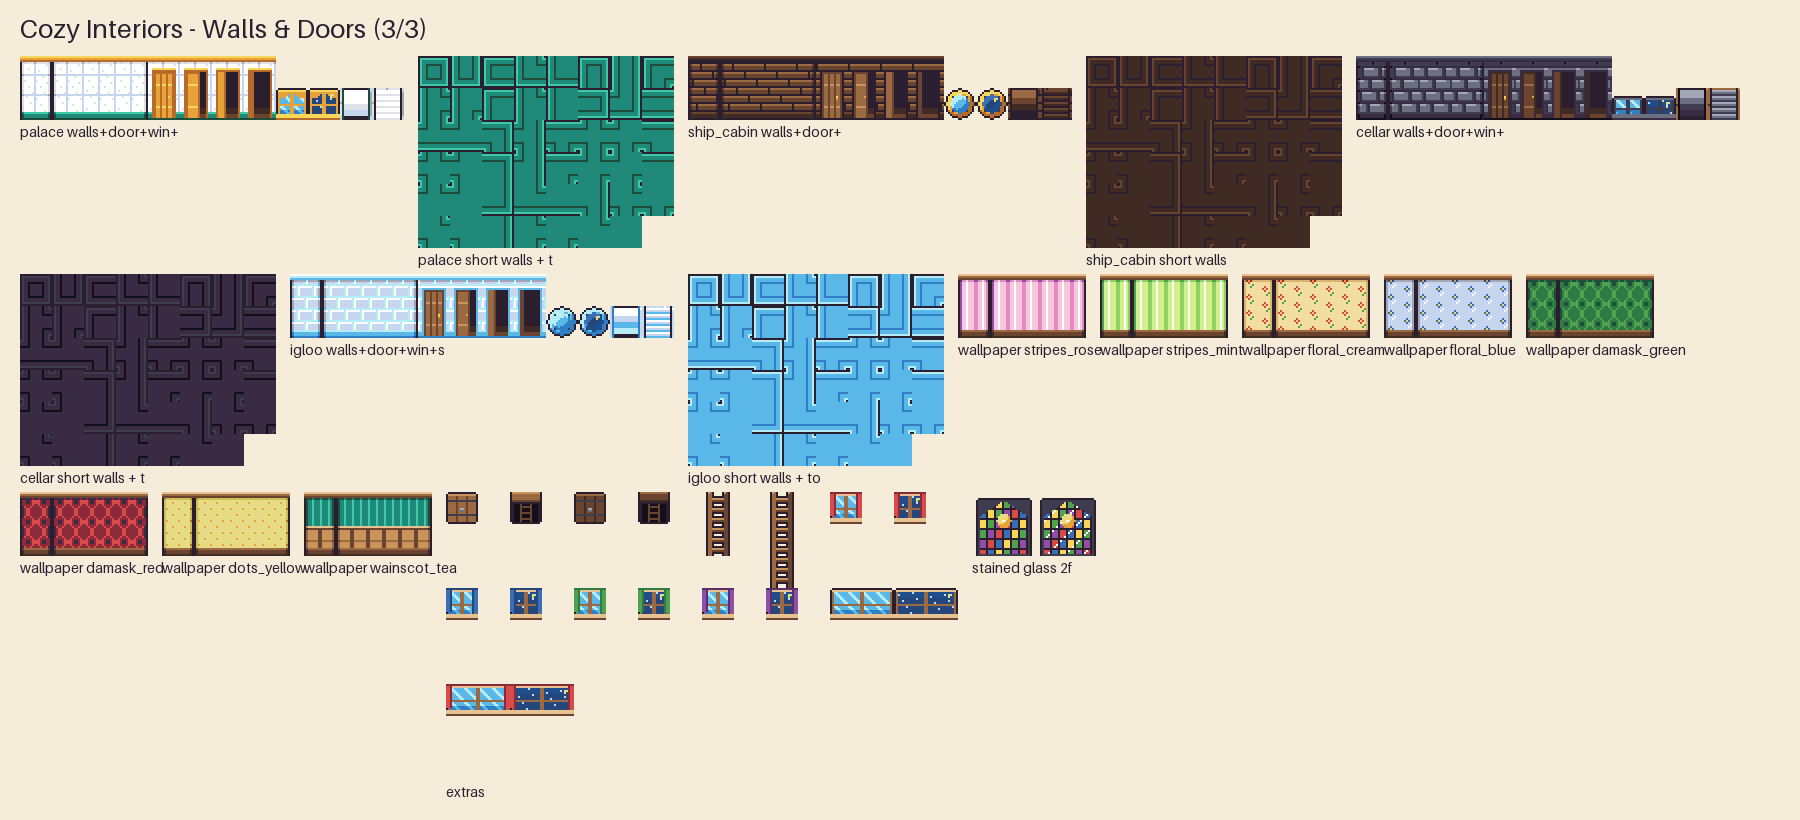 Cozy Interiors - Walls & Doors (3/3)
palace walls+door+win+
palace short walls + t
ship_cabin walls+door+
ship_cabin short walls
cellar walls+door+win+
cellar short walls + t
igloo walls+door+win+s
igloo short walls + to
wallpaper stripes_rose
wallpaper stripes_mint
wallpaper floral_cream
wallpaper floral_blue
wallpaper damask_green
wallpaper damask_red
wallpaper dots_yellow
wallpaper wainscot_tea
stained glass 2f
extras